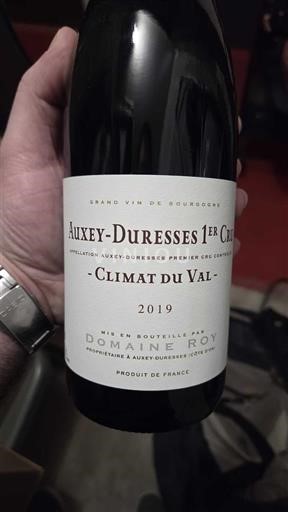 GRAND VIN DE BOURGOGNE
AUXEY-DURESSES 1ER CRU
APPELLATION AUXEY-DURESSES PREMIER CRU CONTRÔLÉE
- CLIMAT DU VAL -
2019
MIS EN BOUTEILLE PAR
DOMAINE ROY
PROPRIÉTAIRE À AUXEY-DURESSES (CÔTE D'OR)
PRODUIT DE FRANCE